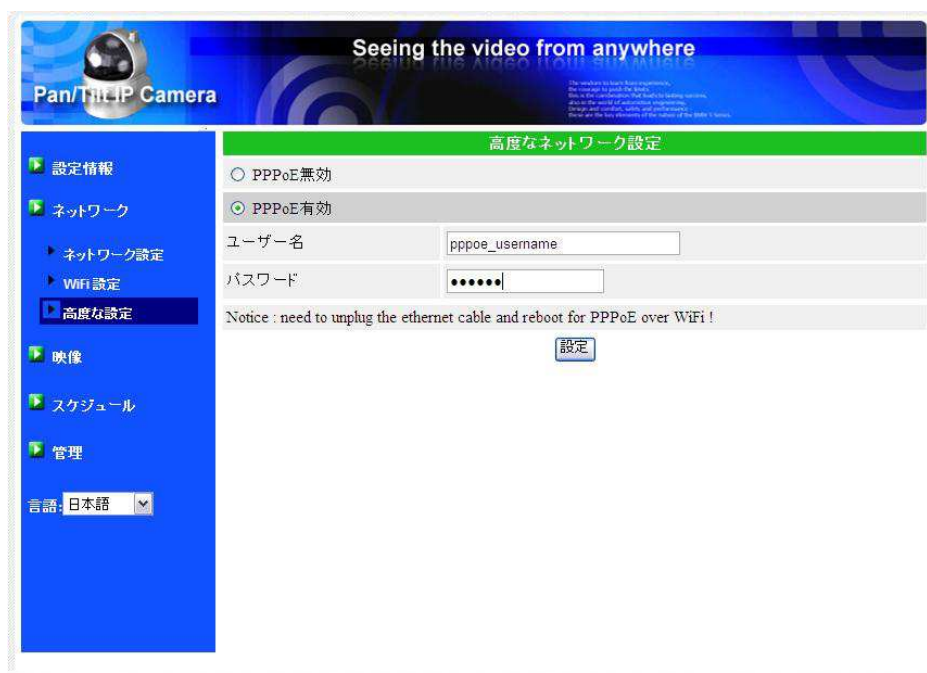 Seeing the video from anywhere
Pan/Tilt IP Camera
設定情報
ネットワーク
ネットワーク設定
WiFi設定
高度な設定
映像
スケジュール
管理
言語:日本語
高度なネットワーク設定
PPPoE無効
PPPoE有効
ユーザー名 pppoe_username
パスワード ••••••
Notice : need to unplug the ethernet cable and reboot for PPPoE over WiFi !
設定